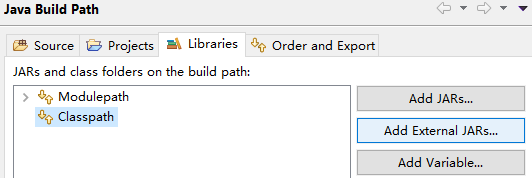 Java Build Path
Source Projects Libraries Order and Export
JARs and class folders on the build path:
Modulepath
Classpath
Add JARs...
Add External JARs...
Add Variable...